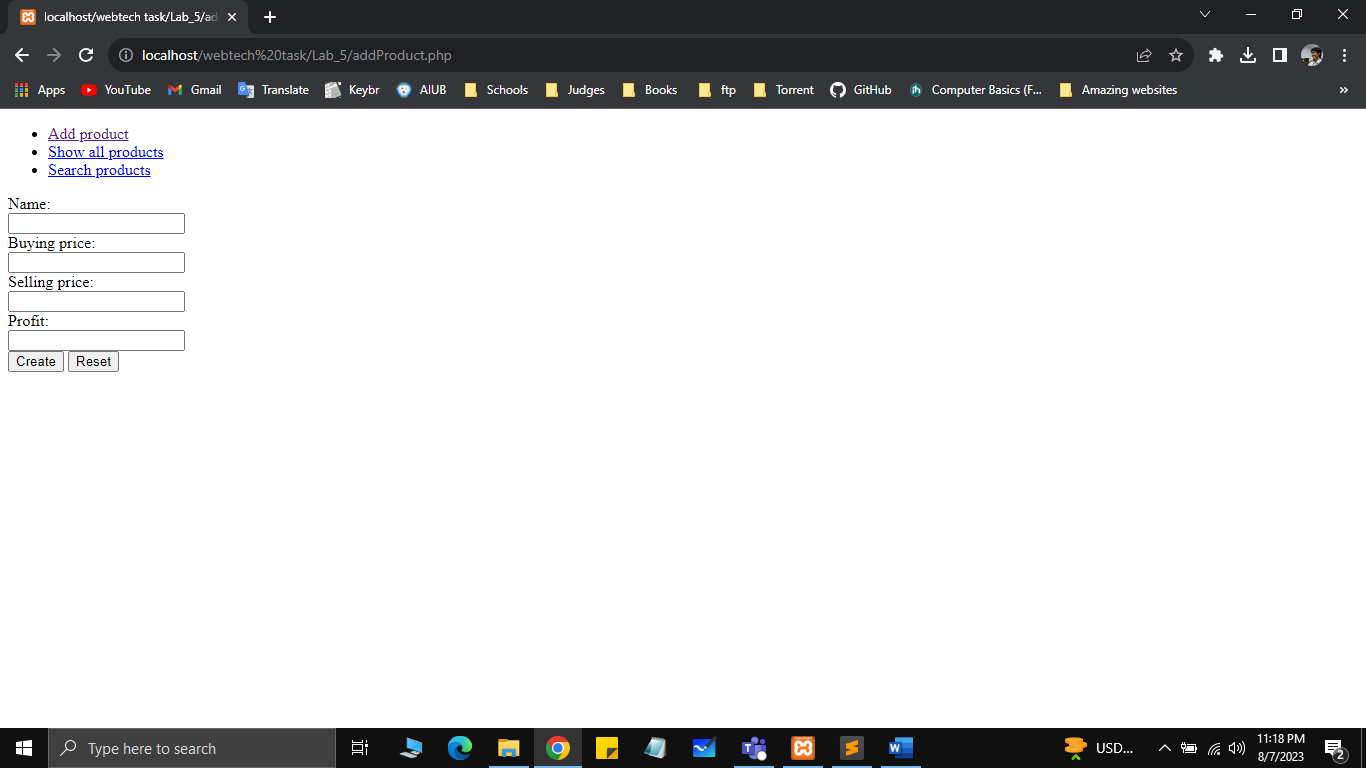 localhost/webtech task/Lab_5/ad
localhost/webtech%20task/Lab_5/addProduct.php
Apps YouTube Gmail Translate Keybr AIUB Schools Judges Books ftp Torrent GitHub Computer Basics (F... Amazing websites »
Add product
Show all products
Search products
Name:
Buying price:
Selling price:
Profit:
Create Reset
Type here to search USD... 11:18 PM
8/7/2023 2